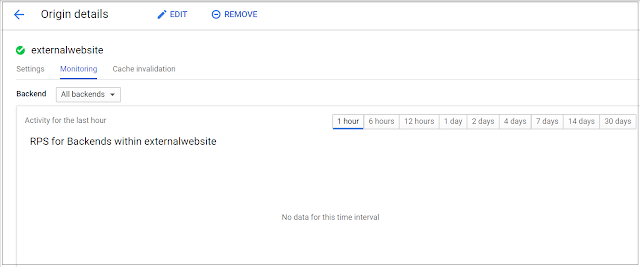 Origin details EDIT REMOVE
externalwebsite
Settings Monitoring Cache invalidation
Backend All backends
Activity for the last hour 1 hour 6 hours 12 hours 1 day 2 days 4 days 7 days 14 days 30 days
RPS for Backends within externalwebsite
No data for this time interval